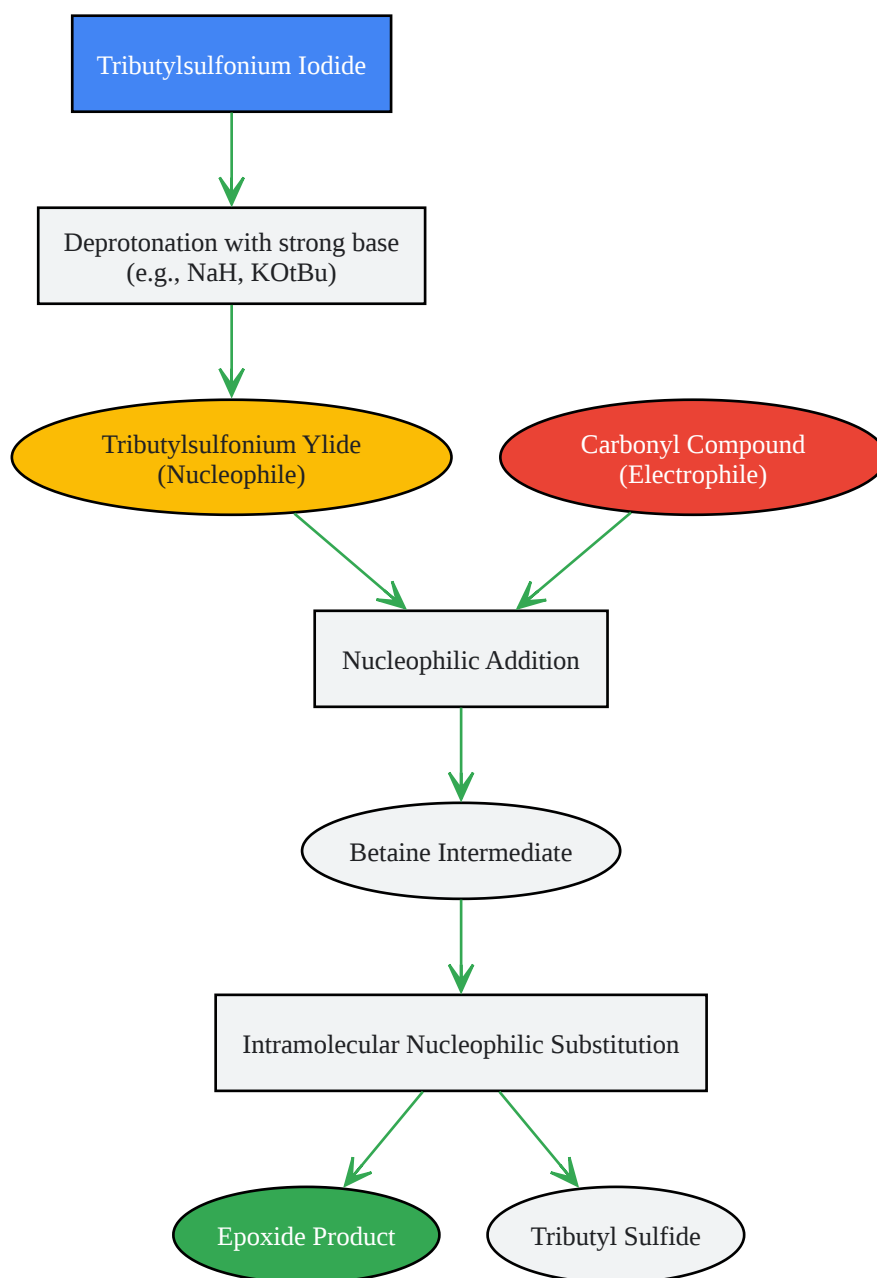 Tributylsulfonium Iodide
Deprotonation with strong base
(e.g., NaH, KOtBu)
Tributylsulfonium Ylide
(Nucleophile)
Carbonyl Compound
(Electrophile)
Nucleophilic Addition
Betaine Intermediate
Intramolecular Nucleophilic Substitution
Epoxide Product
Tributyl Sulfide